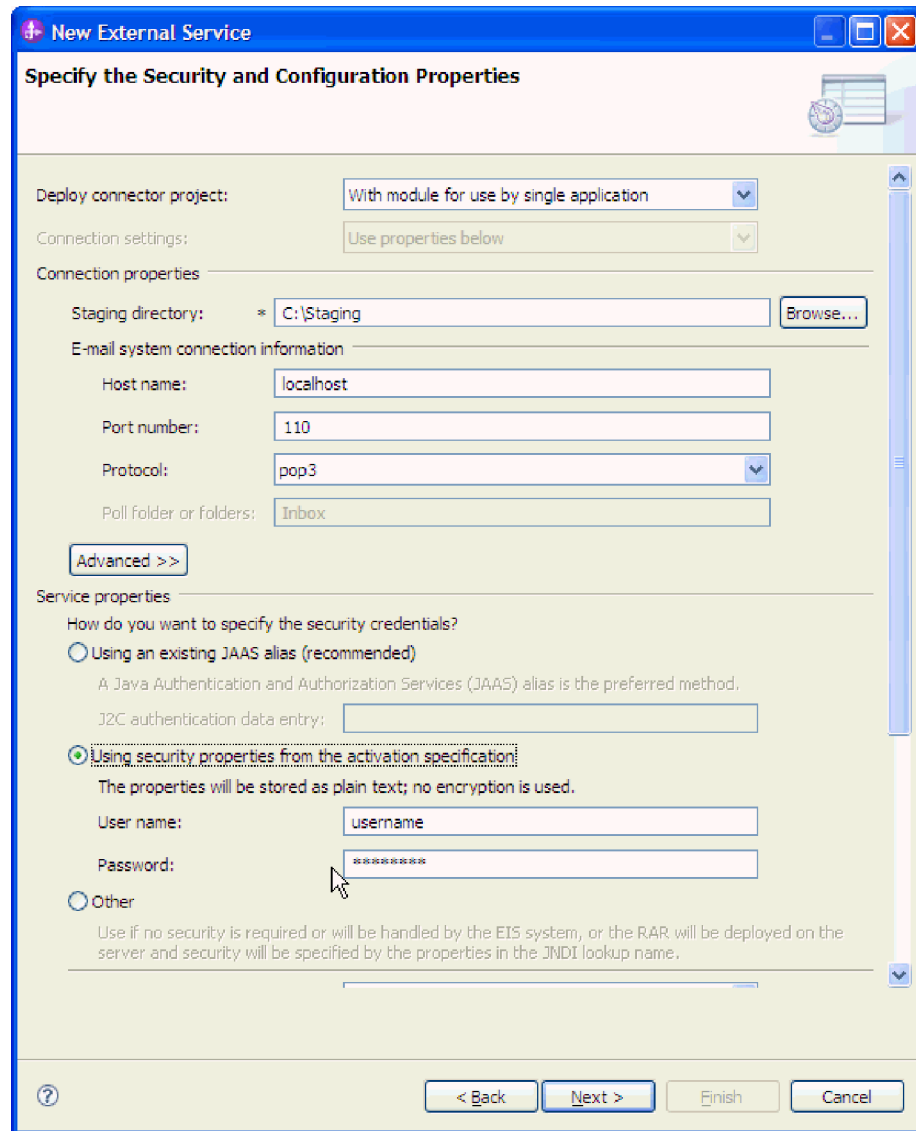 New External Service
Specify the Security and Configuration Properties
Deploy connector project: With module for use by single application
Connection settings: Use properties below
Connection properties
Staging directory: * C:\Staging Browse...
E-mail system connection information
Host name: localhost
Port number: 110
Protocol: pop3
Poll folder or folders: Inbox
Advanced >>
Service properties
How do you want to specify the security credentials?
Using an existing JAAS alias (recommended)
A Java Authentication and Authorization Services (JAAS) alias is the preferred method.
J2C authentication data entry:
Using security properties from the activation specification
The properties will be stored as plain text; no encryption is used.
User name: username
Password: ********
Other
Use if no security is required or will be handled by the EIS system, or the RAR will be deployed on the
server and security will be specified by the properties in the JNDI lookup name.
? < Back Next > Finish Cancel